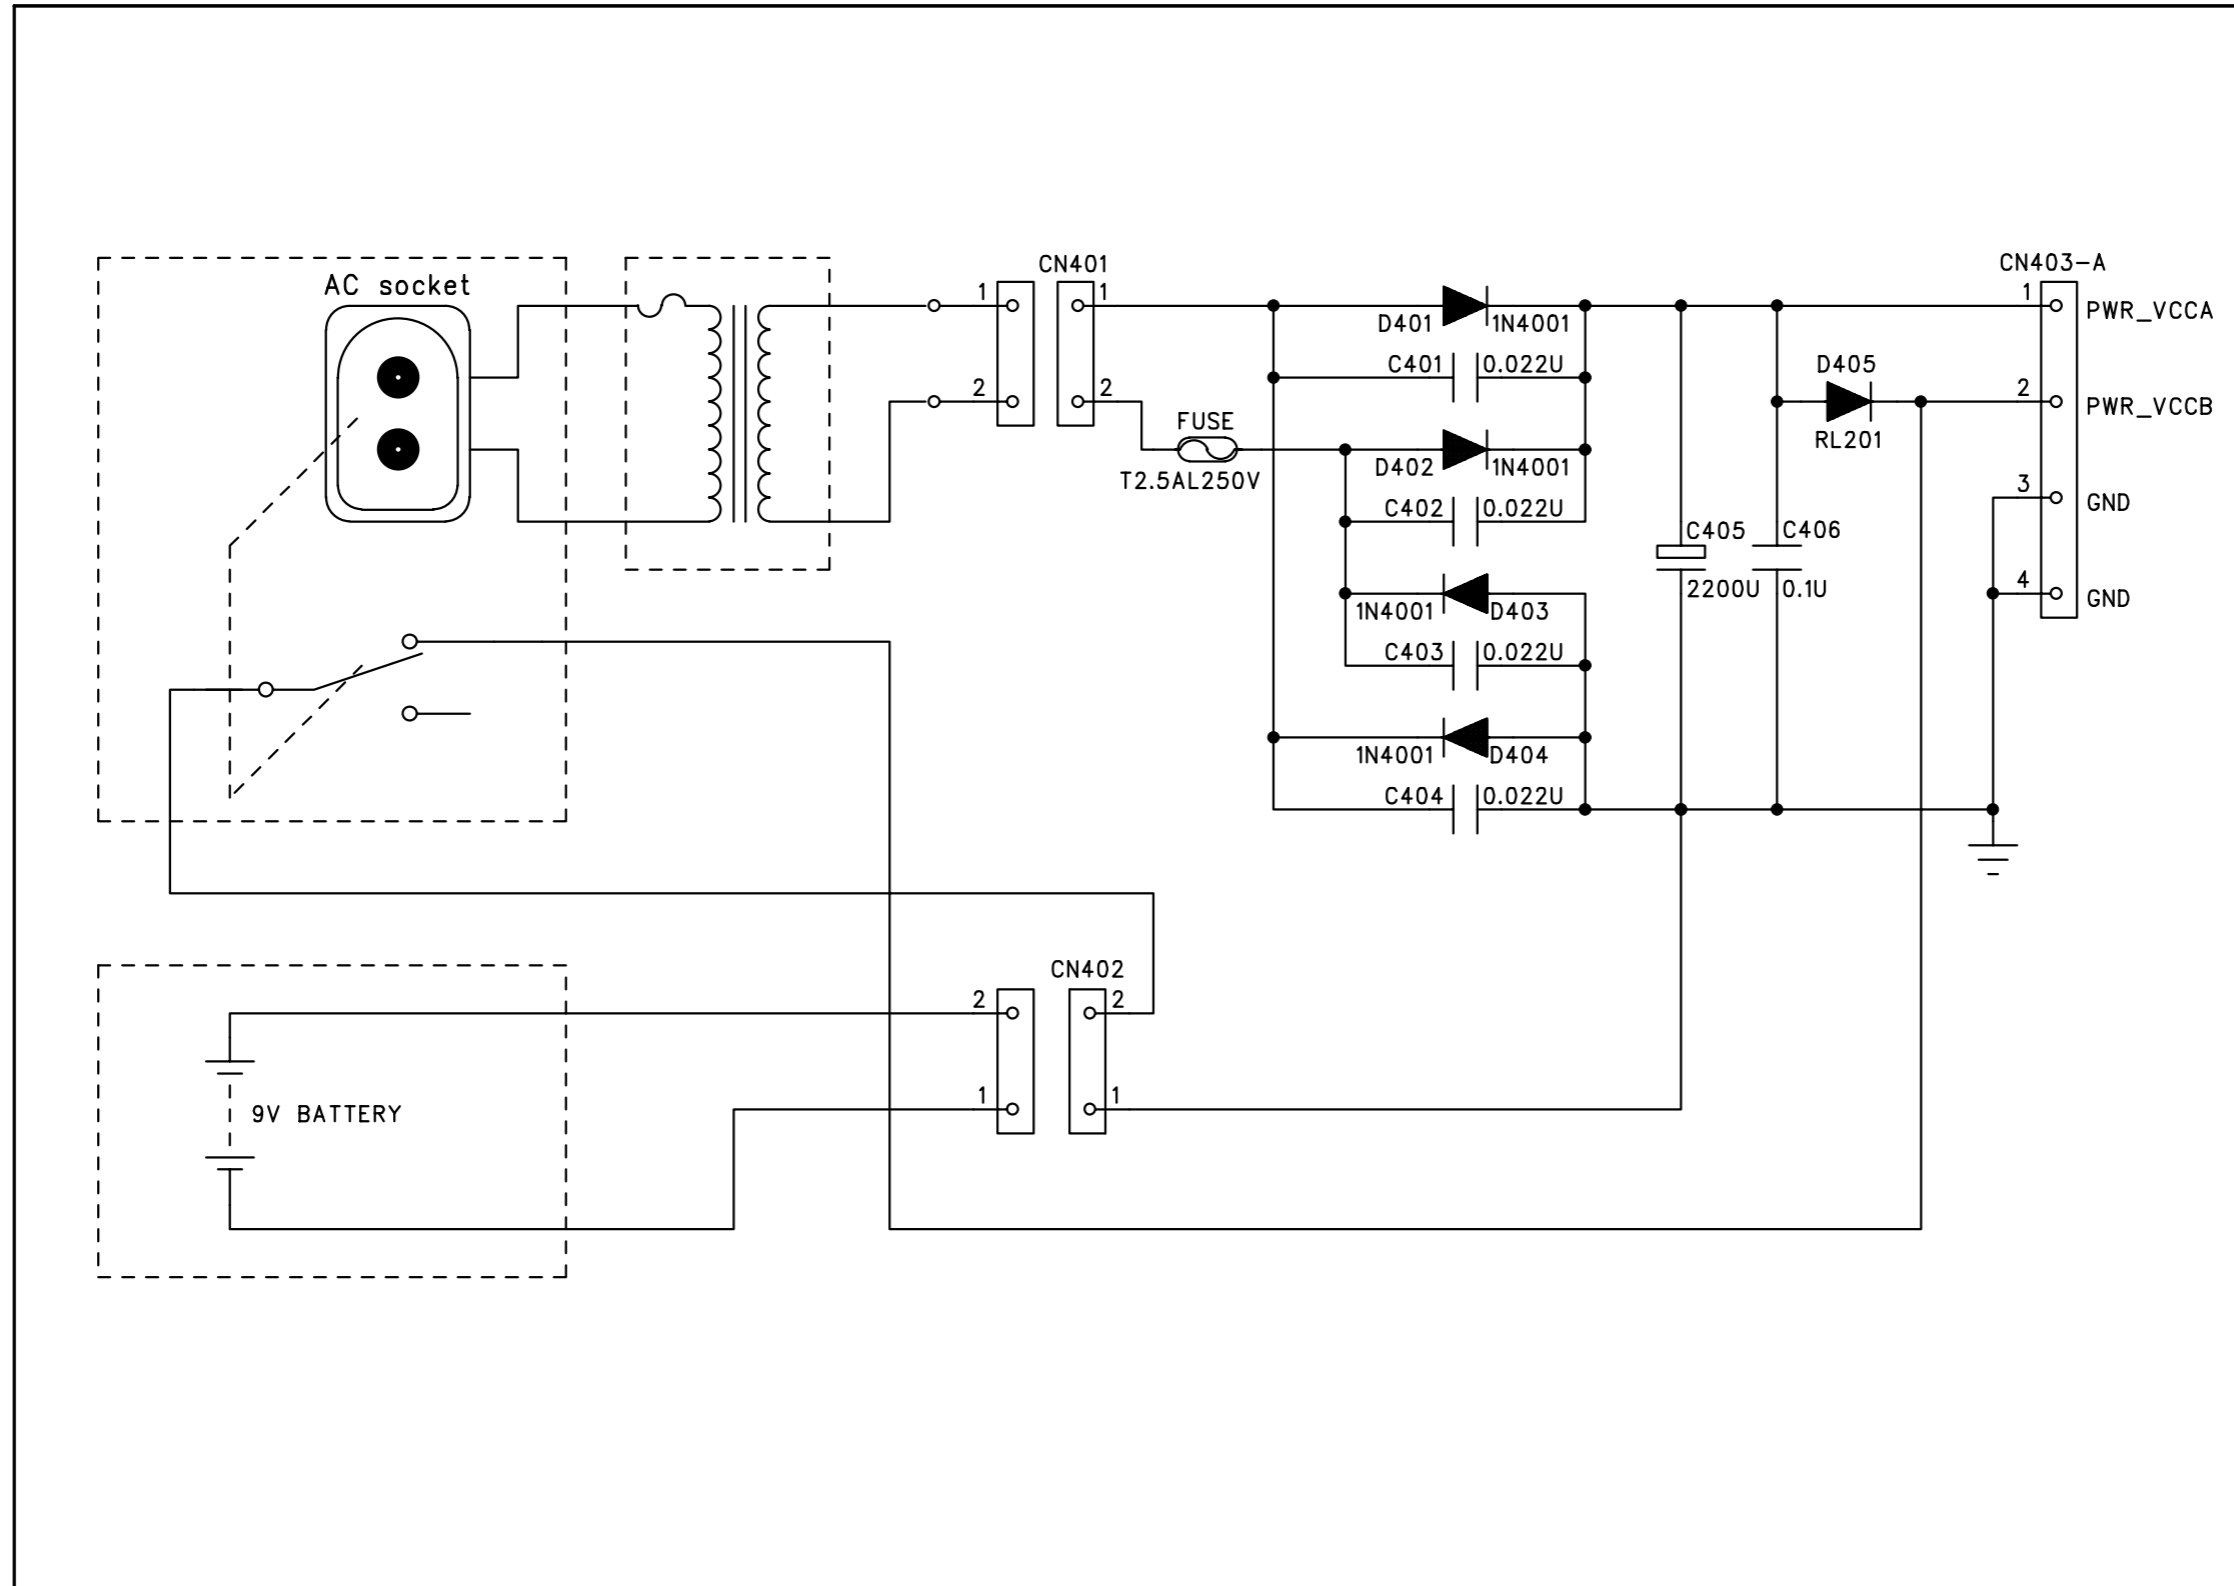 AC socket
CN401
1
2
1
2
FUSE
T2.5AL250V
D401
1N4001
C401
0.022U
D402
1N4001
C402
0.022U
1N4001
D403
C403
0.022U
1N4001
D404
C404
0.022U
C405
2200U
C406
0.1U
D405
RL201
CN403-A
1
PWR_VCCA
2
PWR_VCCB
3
GND
4
GND
CN402
2
1
2
1
9V BATTERY